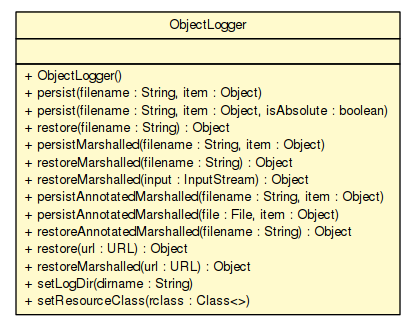 ObjectLogger
+ ObjectLogger()
+ persist(filename : String, item : Object)
+ persist(filename : String, item : Object, isAbsolute : boolean)
+ restore(filename : String) : Object
+ persistMarshalled(filename : String, item : Object)
+ restoreMarshalled(filename : String) : Object
+ restoreMarshalled(input : InputStream) : Object
+ persistAnnotatedMarshalled(filename : String, item : Object)
+ persistAnnotatedMarshalled(file : File, item : Object)
+ restoreAnnotatedMarshalled(filename : String) : Object
+ restore(url : URL) : Object
+ restoreMarshalled(url : URL) : Object
+ setLogDir(dirname : String)
+ setResourceClass(rclass : Class<>)